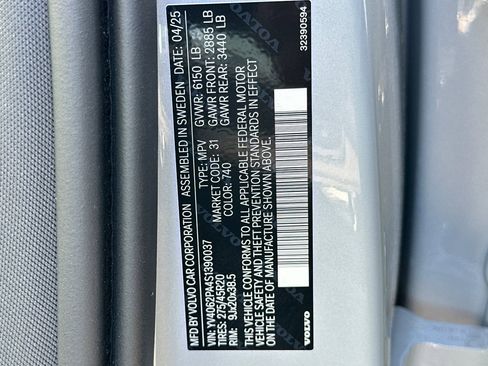 MFD BY VOLVO CAR CORPORATION ASSEMBLED IN SWEDEN DATE: 04/25
VIN: YV4062PM4S1390037 TYPE: MPV GVWR: 6150 LB
TIRES: 275/45R20 MARKET CODE: 31 GAWR FRONT: 2885 LB
RIM: 9Jx20x38.5 COLOR: 740 GAWR REAR: 3440 LB
THIS VEHICLE CONFORMS TO ALL APPLICABLE FEDERAL MOTOR
VEHICLE SAFETY AND THEFT PREVENTION STANDARDS IN EFFECT
ON THE DATE OF MANUFACTURE SHOWN ABOVE.
VOLVO
32390594